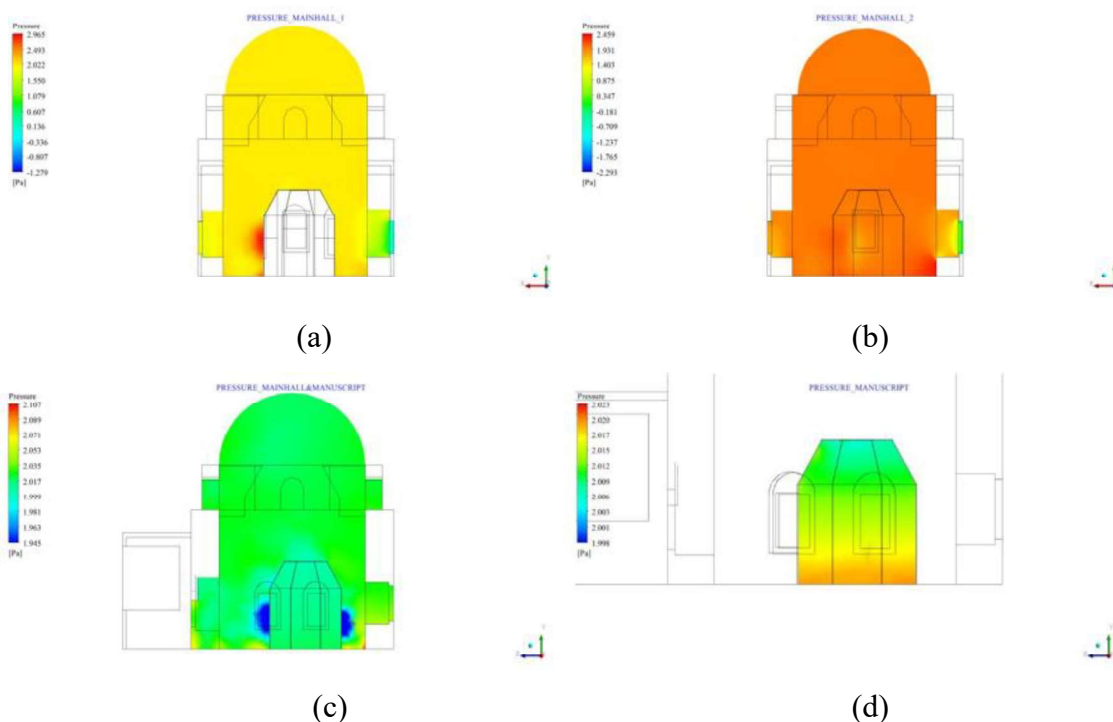 PRESSURE_MAINHALL_1
Pressure
2.965
2.493
2.022
1.550
1.079
0.607
0.136
-0.336
-0.807
-1.279
[Pa]
(a)
PRESSURE_MAINHALL_2
Pressure
2.459
1.931
1.403
0.875
0.347
-0.181
-0.709
-1.237
-1.765
-2.293
[Pa]
(b)
PRESSURE_MAINHALL&MANUSCRIPT
Pressure
2.107
2.089
2.071
2.053
2.035
2.017
1.999
1.981
1.963
1.945
[Pa]
(c)
PRESSURE_MANUSCRIPT
Pressure
2.023
2.020
2.017
2.015
2.012
2.009
2.006
2.003
2.001
1.998
[Pa]
(d)